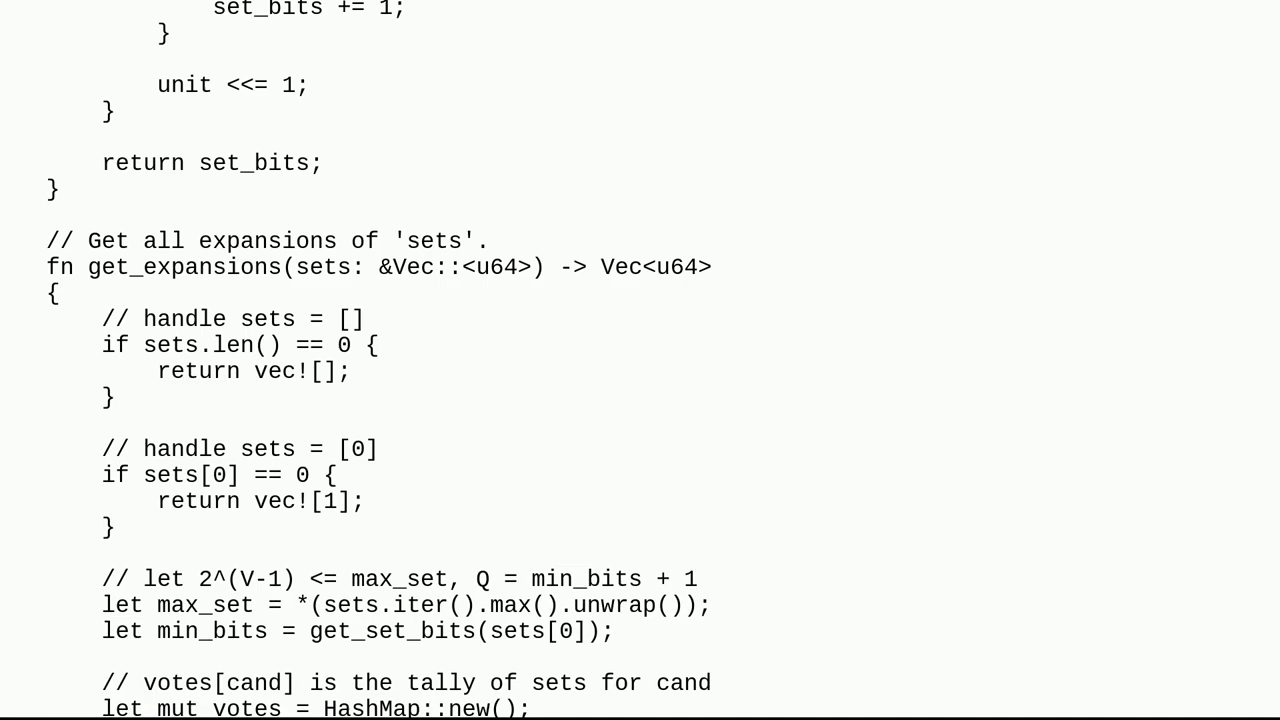 set_bits += 1;
}
unit <<= 1;
}
return set_bits;
}
// Get all expansions of 'sets'.
fn get_expansions(sets: &Vec::<u64>) -> Vec<u64>
{
// handle sets = []
if sets.len() == 0 {
return vec![];
}
// handle sets = [0]
if sets[0] == 0 {
return vec![1];
}
// let 2^(V-1) <= max_set, Q = min_bits + 1
let max_set = *(sets.iter().max().unwrap());
let min_bits = get_set_bits(sets[0]);
// votes[cand] is the tally of sets for cand
let mut votes = HashMap::new();